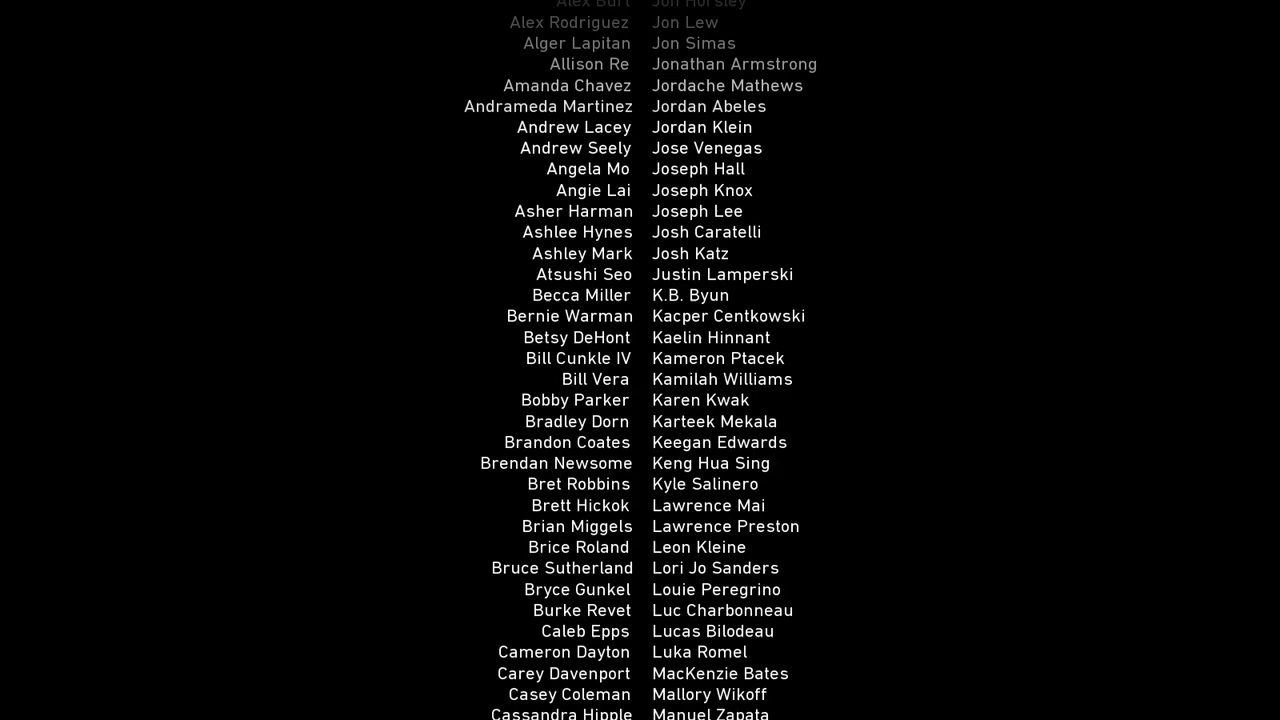 Alex Burt Jon Horsley
Alex Rodriguez Jon Lew
Alger Lapitan Jon Simas
Allison Re Jonathan Armstrong
Amanda Chavez Jordache Mathews
Andrameda Martinez Jordan Abeles
Andrew Lacey Jordan Klein
Andrew Seely Jose Venegas
Angela Mo Joseph Hall
Angie Lai Joseph Knox
Asher Harman Joseph Lee
Ashlee Hynes Josh Caratelli
Ashley Mark Josh Katz
Atsushi Seo Justin Lamperski
Becca Miller K.B. Byun
Bernie Warman Kacper Centkowski
Betsy DeHont Kaelin Hinnant
Bill Cunkle IV Kameron Ptacek
Bill Vera Kamilah Williams
Bobby Parker Karen Kwak
Bradley Dorn Karteek Mekala
Brandon Coates Keegan Edwards
Brendan Newsome Keng Hua Sing
Bret Robbins Kyle Salinero
Brett Hickok Lawrence Mai
Brian Miggels Lawrence Preston
Brice Roland Leon Kleine
Bruce Sutherland Lori Jo Sanders
Bryce Gunkel Louie Peregrino
Burke Revet Luc Charbonneau
Caleb Epps Lucas Bilodeau
Cameron Dayton Luka Romel
Carey Davenport MacKenzie Bates
Casey Coleman Mallory Wikoff
Cassandra Hipple Manuel Zapata